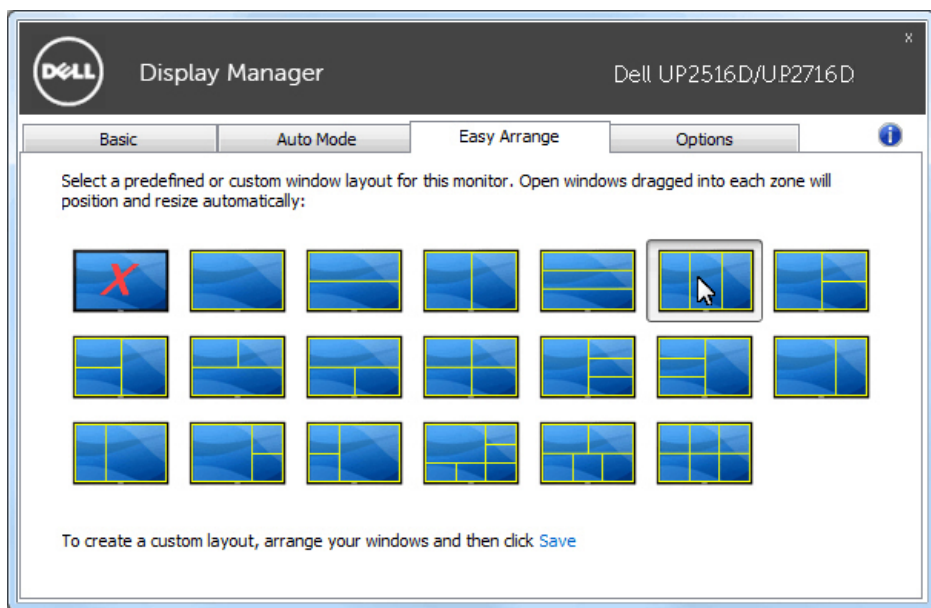 DELL
Display Manager
Dell UP2516D/UP2716D
x
Basic
Auto Mode
Easy Arrange
Options
i
Select a predefined or custom window layout for this monitor. Open windows dragged into each zone will
position and resize automatically:
X
To create a custom layout, arrange your windows and then click Save